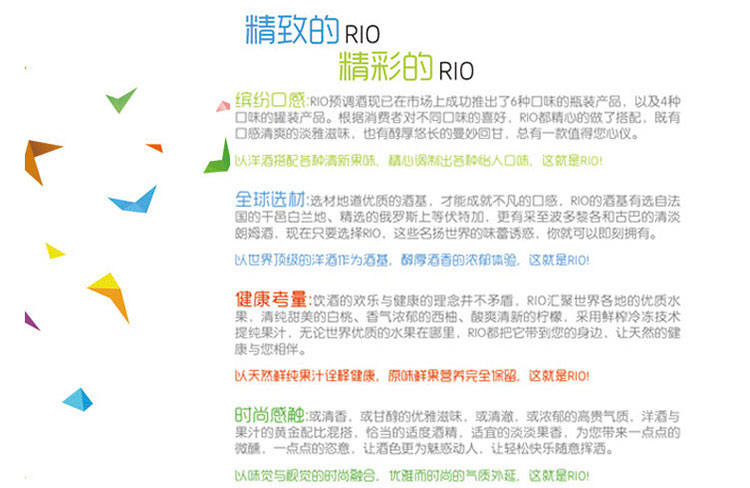 精致的 RIO
精彩的 RIO
缤纷口感:RIO预调酒现已在市场上成功推出了6种口味的瓶装产品，以及4种
口味的罐装产品。根据消费者对不同口味的喜好，RIO都精心的做了搭配，既有
口感清爽的淡雅滋味，也有醇厚悠长的曼妙回甘，总有一款值得您心仪。
以洋酒搭配各种清新果味，精心调制出各种怡人口味，这就是RIO!
全球选材:选材地道优质的酒基，才能成就不凡的口感，RIO的酒基有选自法
国的干邑白兰地、精选的俄罗斯上等伏特加，更有采至波多黎各和古巴的清淡
朗姆酒，现在只要选择RIO，这些名扬世界的味蕾诱惑，你就可以即刻拥有。
以世界顶级的洋酒作为酒基，醇厚酒香的浓郁体验，这就是RIO!
健康考量:饮酒的欢乐与健康的理念并不矛盾，RIO汇聚世界各地的优质水
果，清纯甜美的白桃、香气浓郁的西柚、酸爽清新的柠檬，采用鲜榨冷冻技术
提纯果汁，无论世界优质的水果在哪里，RIO都把它带到您的身边，让天然的健
康与您相伴。
以天然鲜纯果汁诠释健康，原味鲜果营养完全保留，这就是RIO!
时尚感触:或清香，或甘醇的优雅滋味，或清澈，或浓郁的高贵气质，洋酒与
果汁的黄金配比混搭，恰当的适度酒精，适宜的淡淡果香，为您带来一点点的
微醺，一点点的恣意，让酒色更为魅惑动人，让轻松快乐随意挥洒。
以味觉与视觉的时尚融合，优雅而时尚的气质外延，这就是RIO!